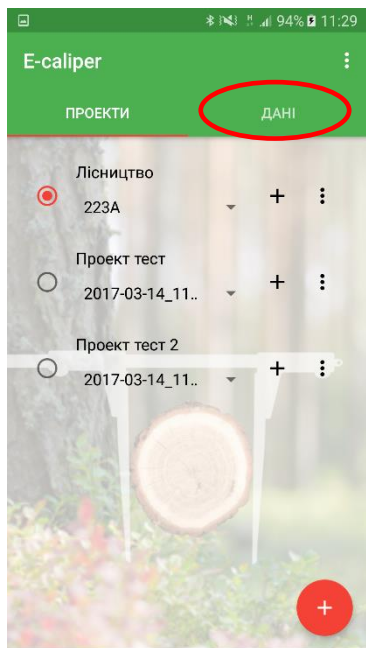 94% 11:29
E-caliper
ПРОЕКТИ ДАНІ
Лісництво
223А
Проект тест
2017-03-14_11..
Проект тест 2
2017-03-14_11..